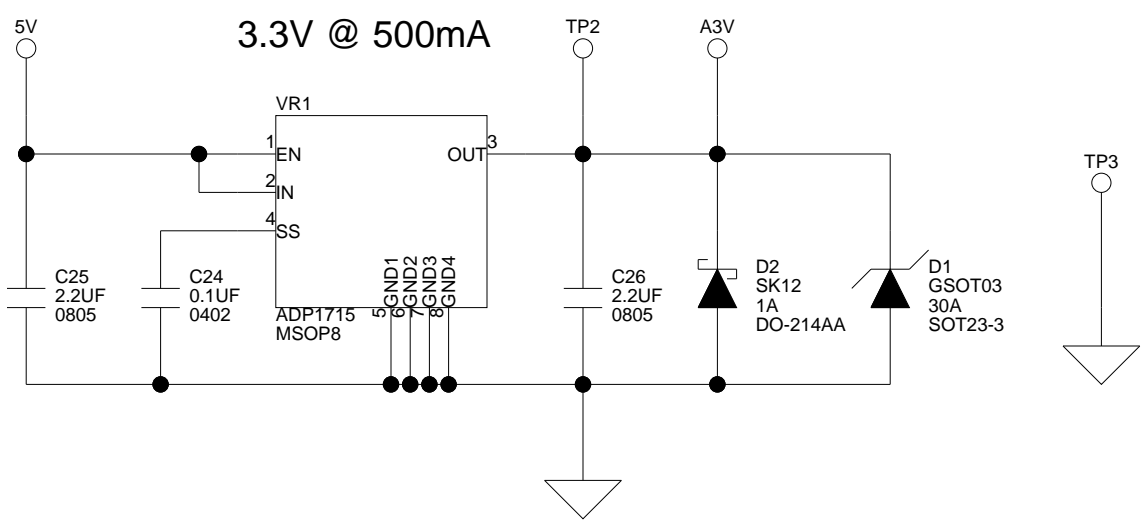 5V
3.3V @ 500mA
TP2
A3V
VR1
1
EN
OUT
3
2
IN
4
SS
TP3
C25
2.2UF
0805
C24
0.1UF
0402
GND1
GND2
GND3
GND4
5
6
7
8
ADP1715
MSOP8
C26
2.2UF
0805
D2
SK12
1A
DO-214AA
D1
GSOT03
30A
SOT23-3